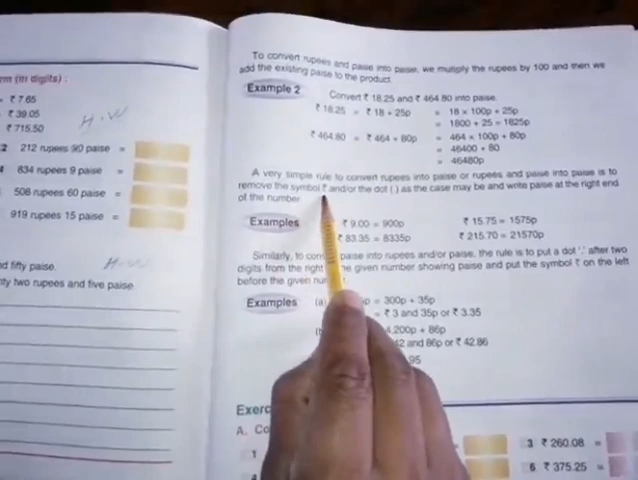 rm (in digits) :
= ₹ 7.65
₹ 39.05
₹ 715.50
H.W
2 212 rupees 90 paise =
4 834 rupees 9 paise =
508 rupees 60 paise =
919 rupees 15 paise =
d fifty paise.
H.W
ty two rupees and five paise.
To convert rupees and paise into paise, we multiply the rupees by 100 and then we
add the existing paise to the product.
Example 2 Convert ₹ 18.25 and ₹ 464.80 into paise.
₹ 18.25 = ₹ 18 + 25p = 18 x 100p + 25p
= 1800 + 25 = 1825p
₹ 464.80 = ₹ 464 + 80p = 464 x 100p + 80p
= 46400 + 80
= 46480p
A very simple rule to convert rupees into paise or rupees and paise into paise is to
remove the symbol ₹ and/or the dot (.) as the case may be and write paise at the right end
of the number.
Examples ₹ 9.00 = 900p ₹ 15.75 = 1575p
₹ 83.35 = 8335p ₹ 215.70 = 21570p
Similarly, to paise into rupees and/or paise, the rule is to put a dot '.' after two
digits from the right given number showing paise and put the symbol ₹ on the left
before the given
Examples (a) p = 300p + 35p
= ₹ 3 and 35p or ₹ 3.35
4,200p + 86p
42 and 86p or ₹ 42.86
.95
Exerc
A. Co
1
= 3 ₹ 260.08 =
= 6 ₹ 375.25 =
4